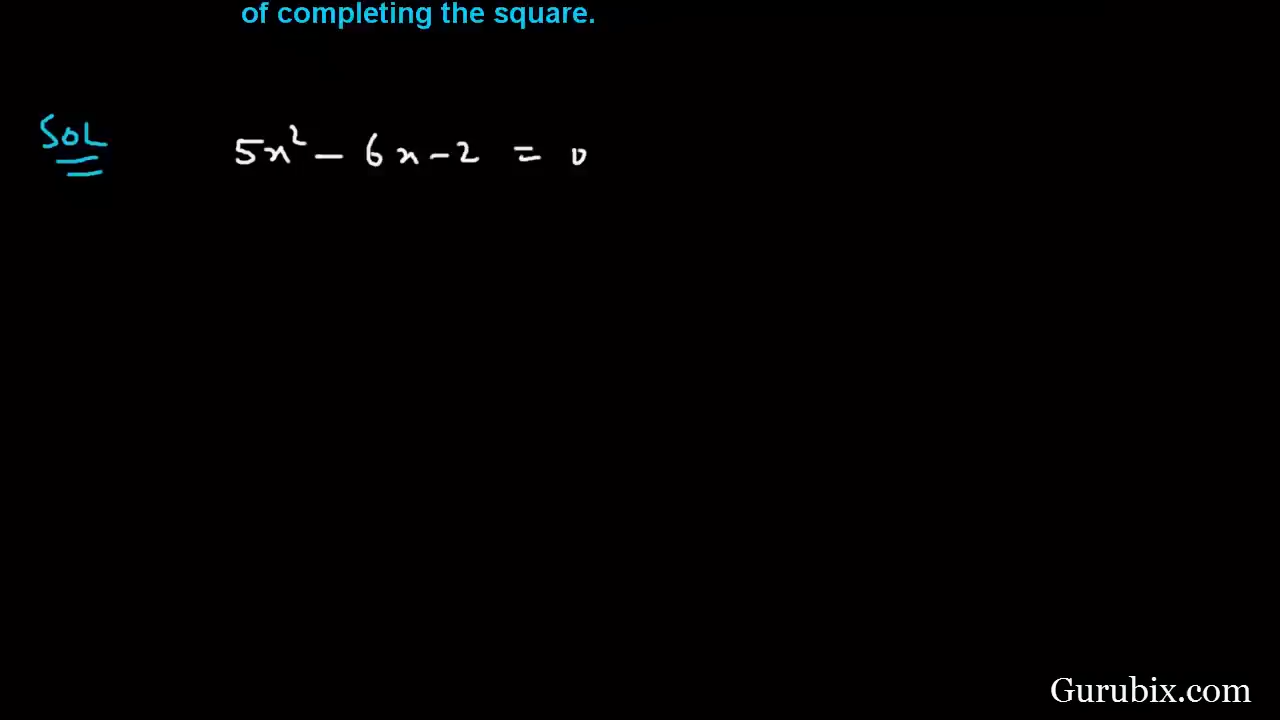 of completing the square.
SOL
5x² – 6x – 2 = 0
Gurubix.com